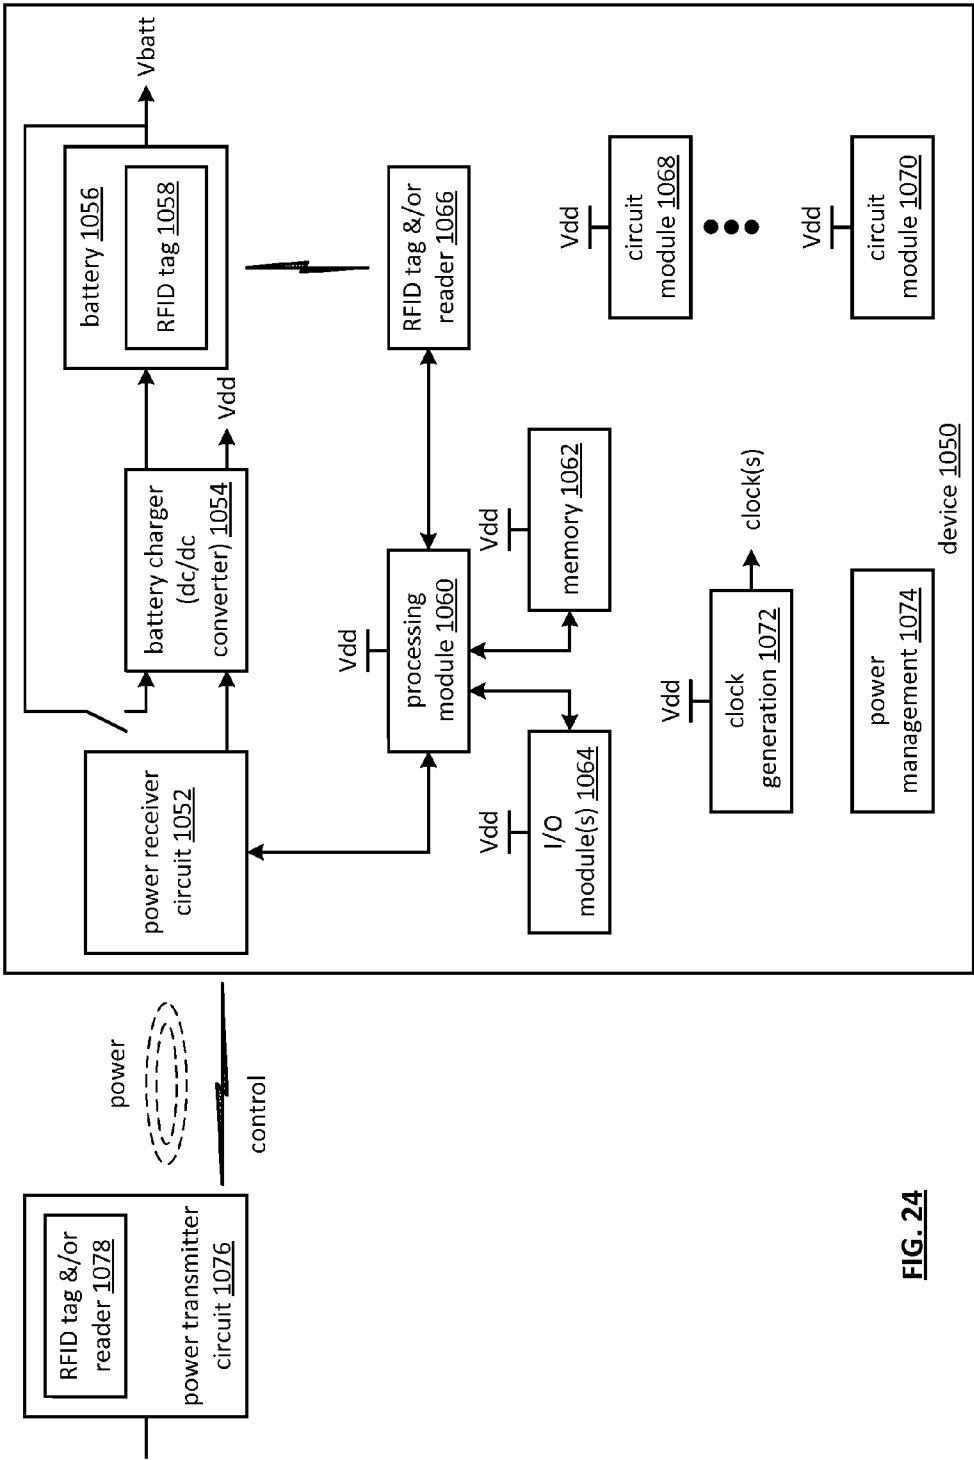 RFID tag &/or
reader 1078
power transmitter
circuit 1076
power
control
power receiver
circuit 1052
battery charger
(dc/dc
converter) 1054
Vdd
battery 1056
RFID tag 1058
Vbatt
Vdd
processing
module 1060
RFID tag &/or
reader 1066
Vdd
I/O
module(s) 1064
Vdd
memory 1062
Vdd
circuit
module 1068
Vdd
clock
generation 1072
clock(s)
Vdd
circuit
module 1070
power
management 1074
device 1050
FIG. 24